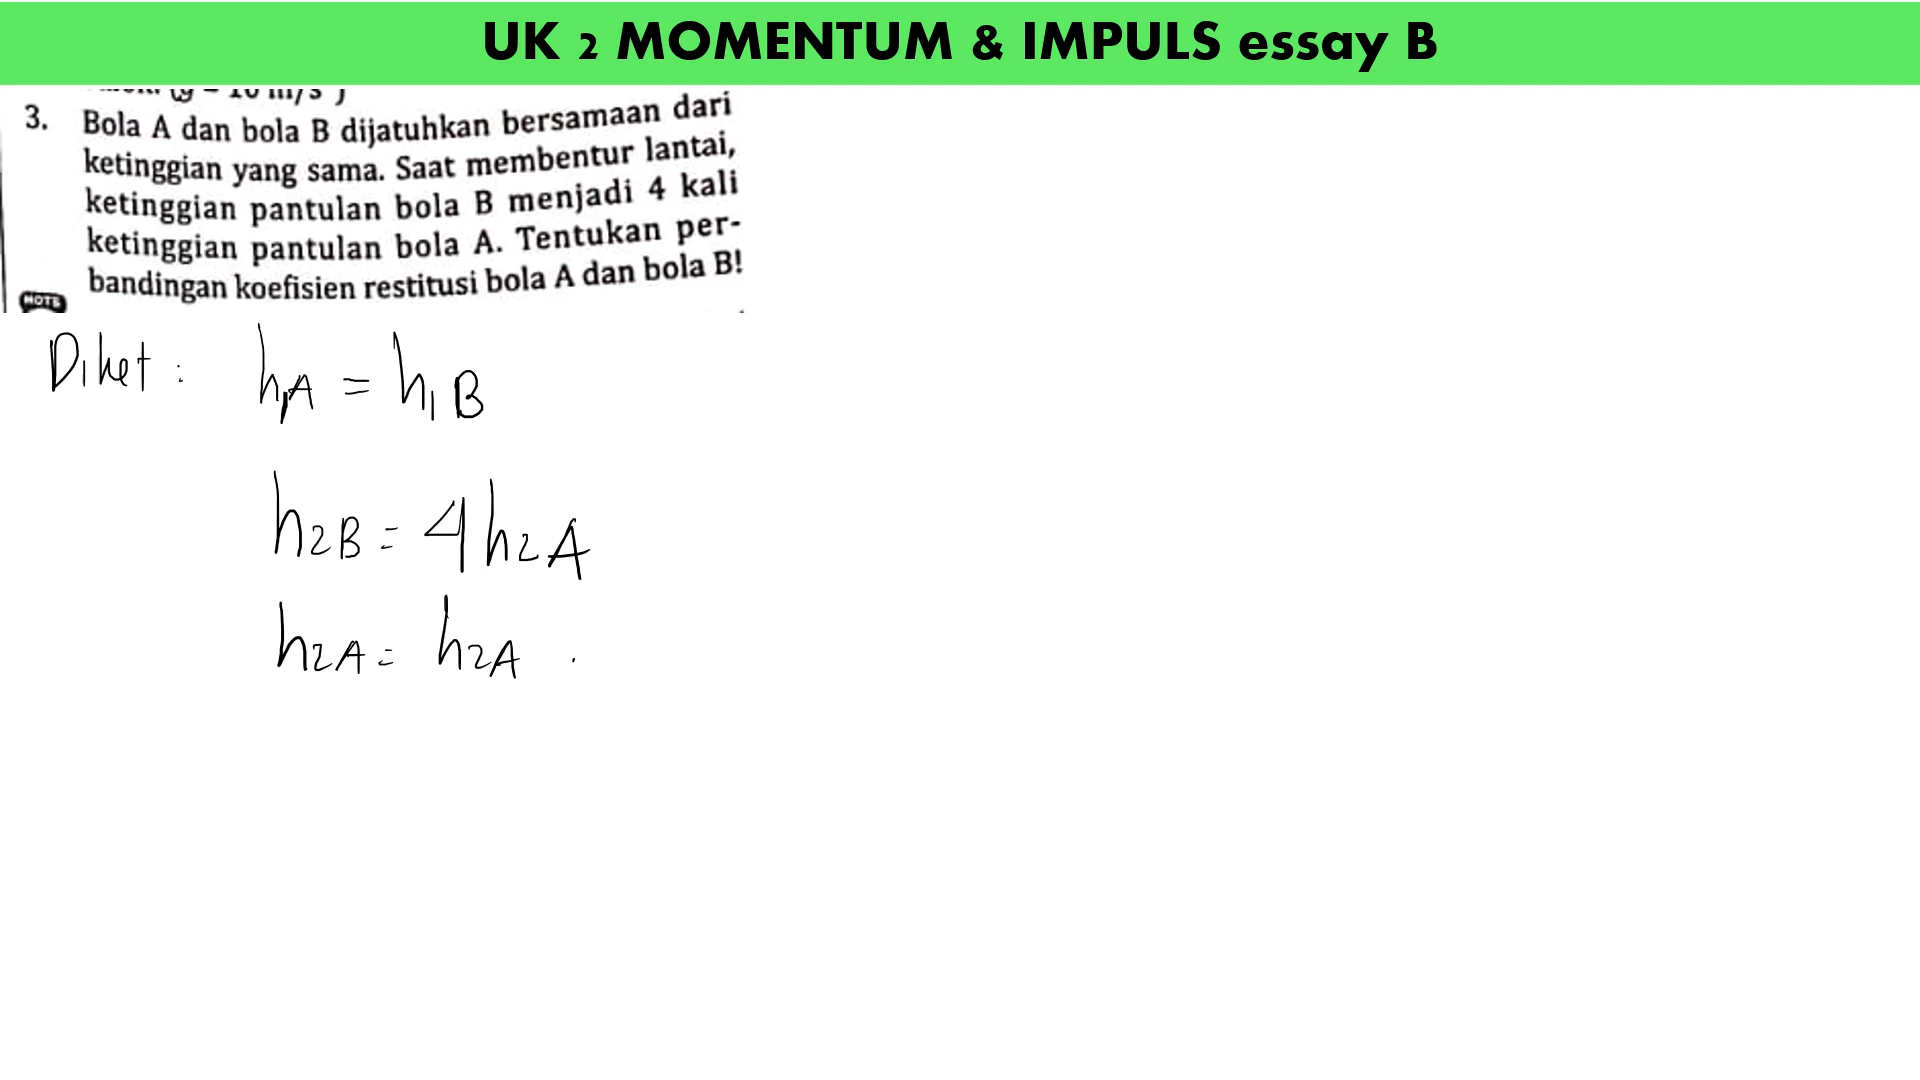 UK 2 MOMENTUM & IMPULS essay B
3. Bola A dan bola B dijatuhkan bersamaan dari
ketinggian yang sama. Saat membentur lantai,
ketinggian pantulan bola B menjadi 4 kali
ketinggian pantulan bola A. Tentukan per-
bandingan koefisien restitusi bola A dan bola B!
NOTE
Diket : h1A = h1B
h2B = 4h2A
h2A = h2A